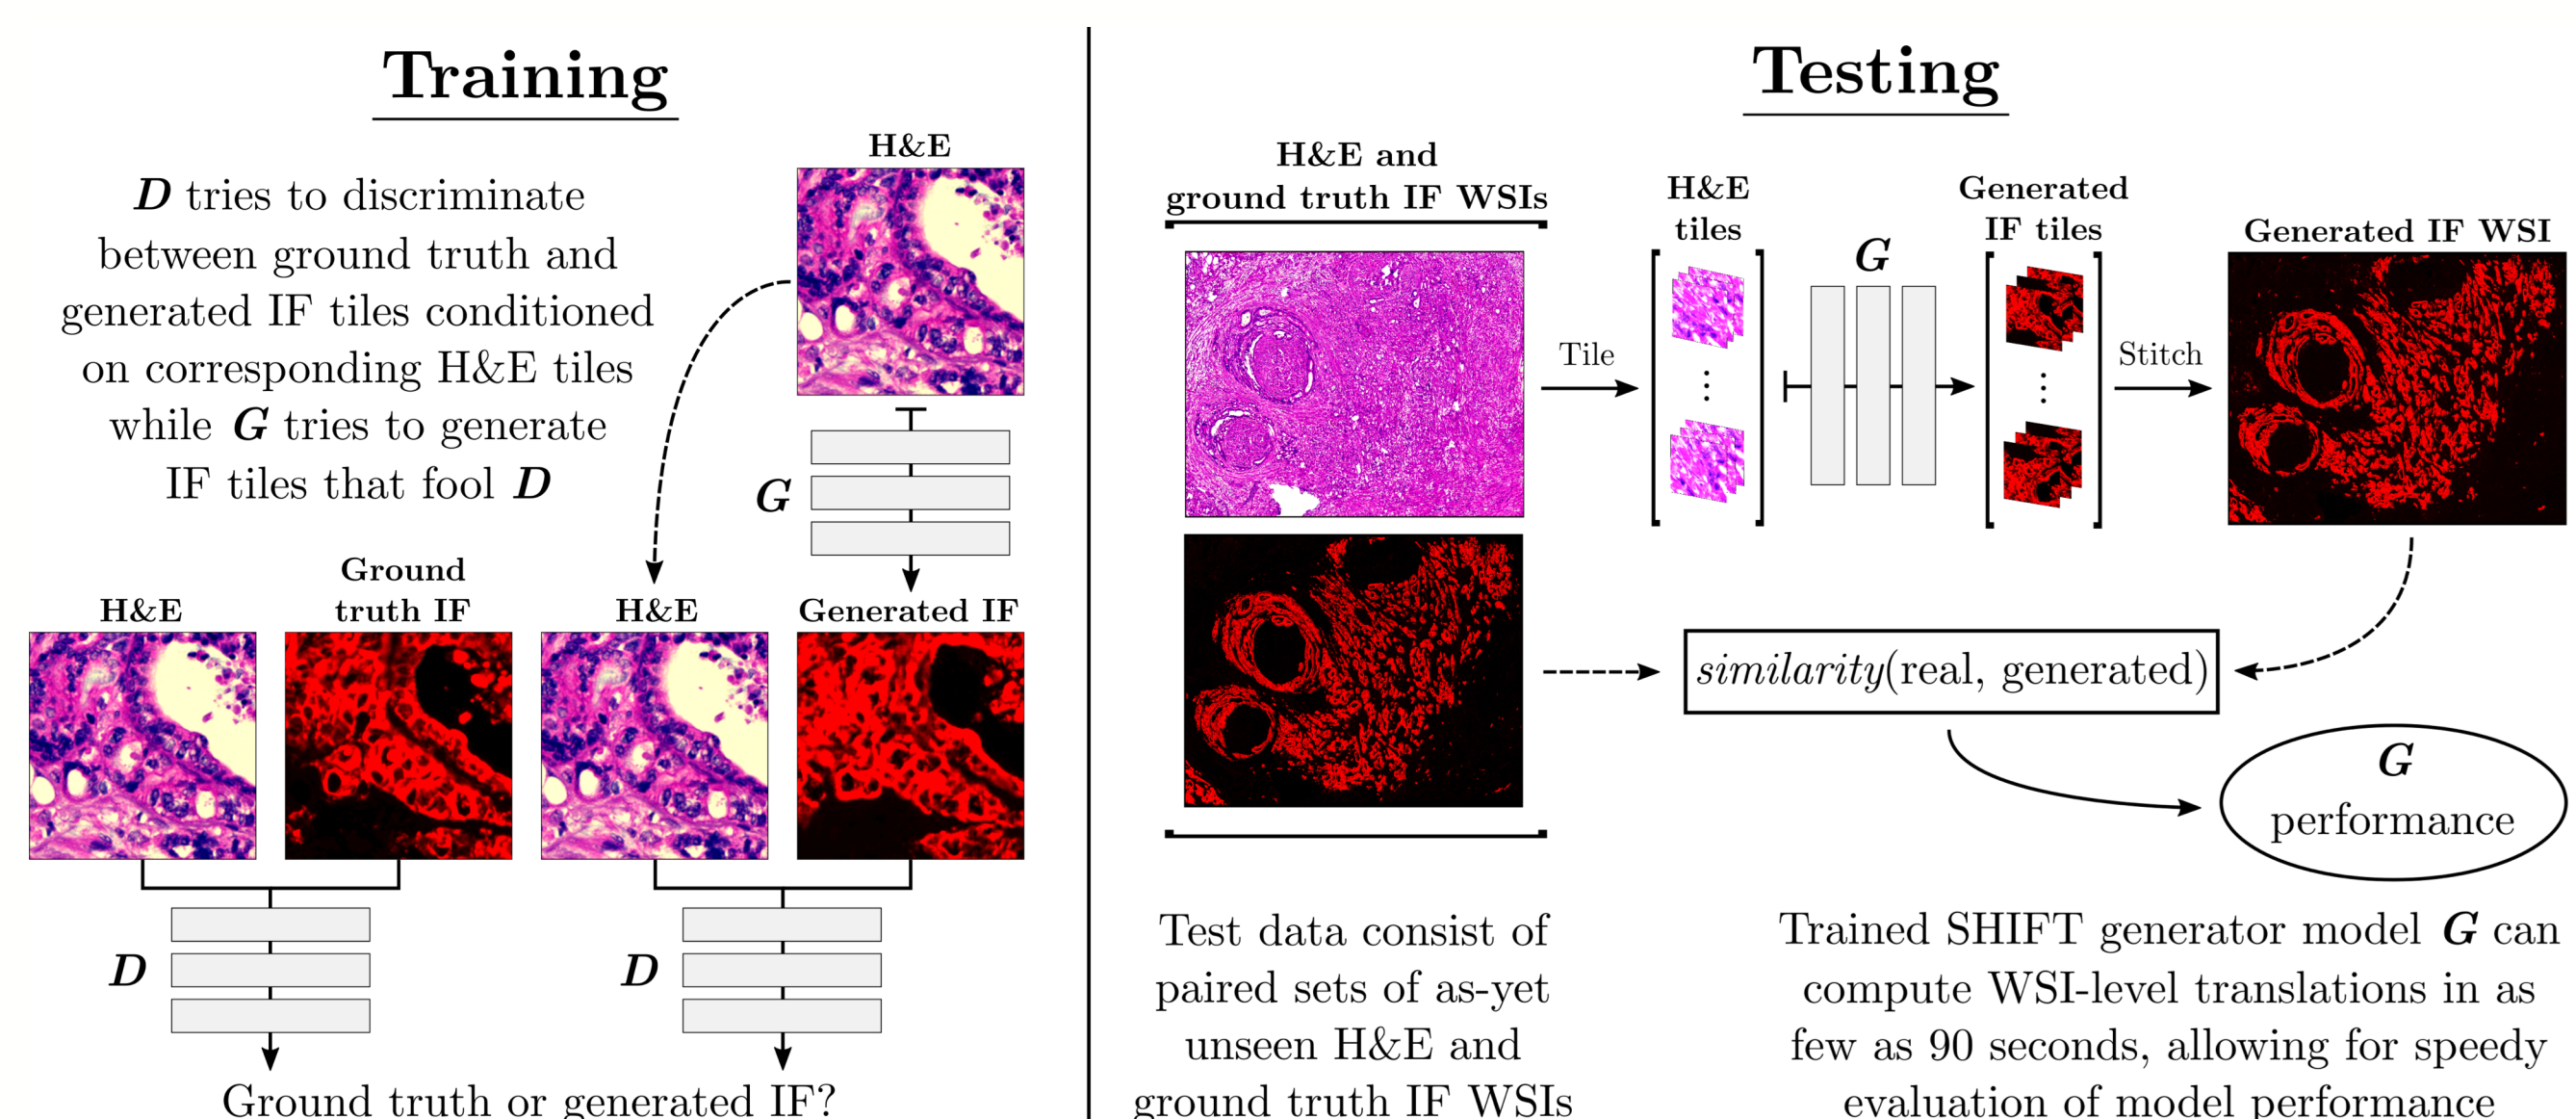 Training
D tries to discriminate
between ground truth and
generated IF tiles conditioned
on corresponding H&E tiles
while G tries to generate
IF tiles that fool D
H&E
G
H&E
Ground
truth IF
H&E
Generated IF
D
D
Ground truth or generated IF?
Testing
H&E and
ground truth IF WSIs
Tile
H&E
tiles
G
Generated
IF tiles
Stitch
Generated IF WSI
similarity(real, generated)
G
performance
Test data consist of
paired sets of as-yet
unseen H&E and
ground truth IF WSIs
Trained SHIFT generator model G can
compute WSI-level translations in as
few as 90 seconds, allowing for speedy
evaluation of model performance